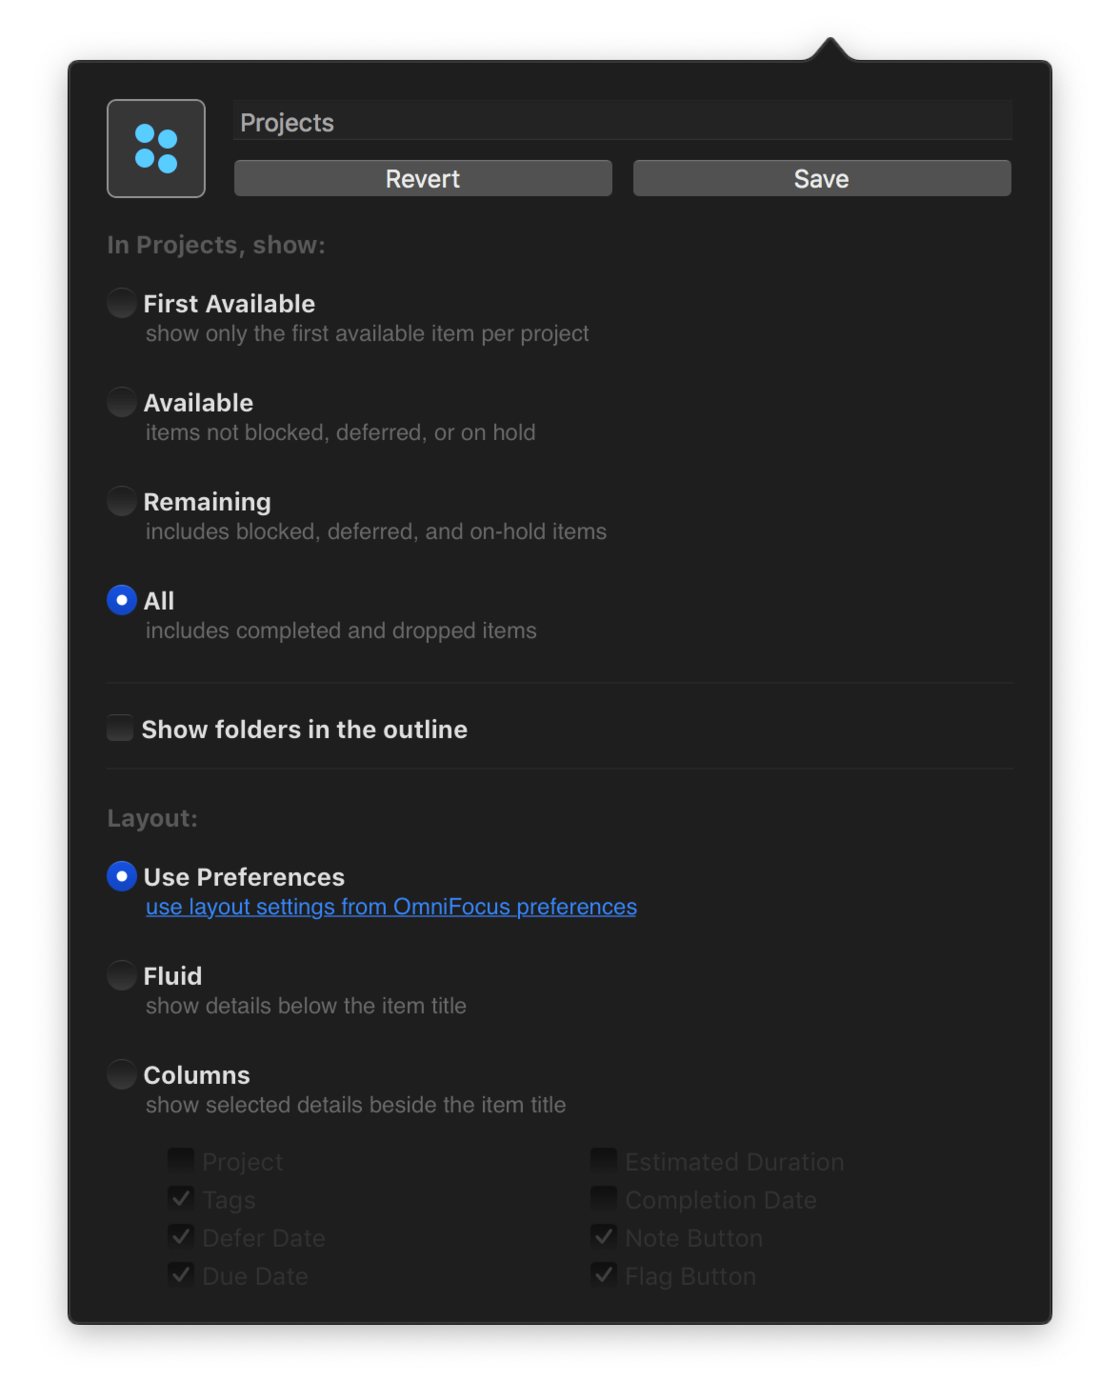 Projects
Revert Save
In Projects, show:
First Available
show only the first available item per project
Available
items not blocked, deferred, or on hold
Remaining
includes blocked, deferred, and on-hold items
All
includes completed and dropped items
Show folders in the outline
Layout:
Use Preferences
use layout settings from OmniFocus preferences
Fluid
show details below the item title
Columns
show selected details beside the item title
Project Estimated Duration
Tags Completion Date
Defer Date Note Button
Due Date Flag Button